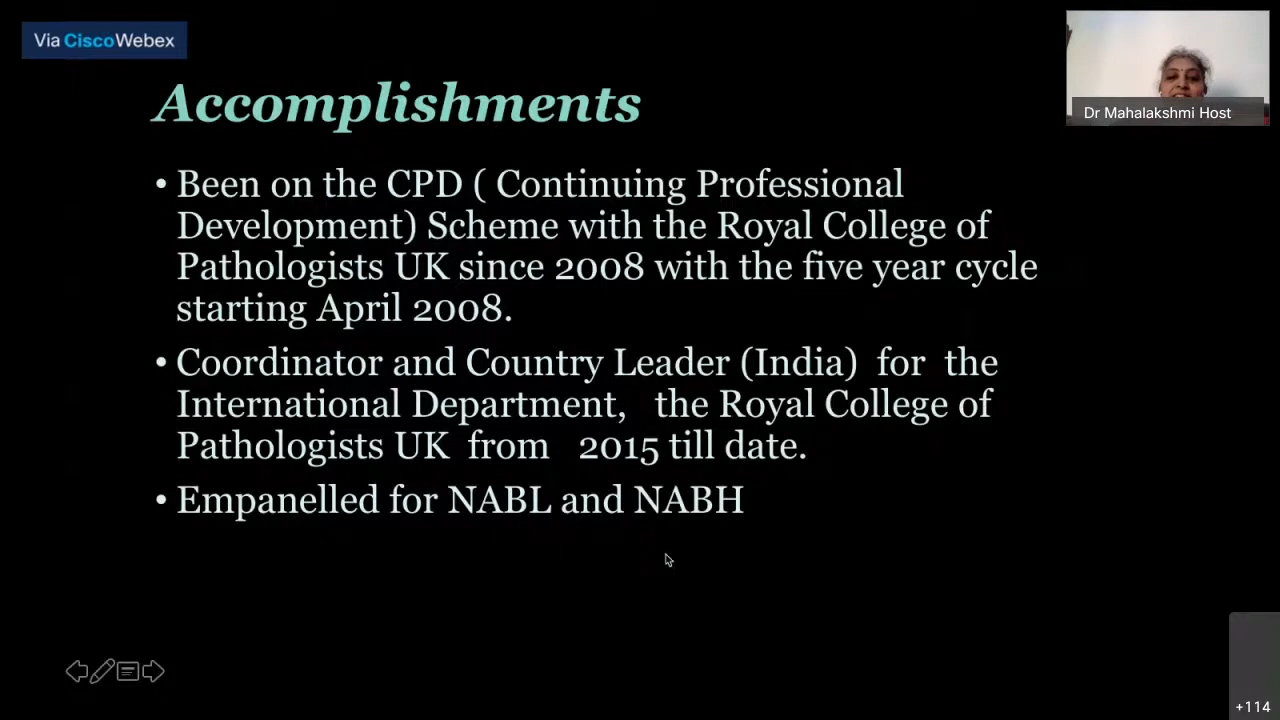 Via CiscoWebex
Accomplishments
Dr Mahalakshmi Host
• Been on the CPD ( Continuing Professional
Development) Scheme with the Royal College of
Pathologists UK since 2008 with the five year cycle
starting April 2008.
• Coordinator and Country Leader (India) for the
International Department, the Royal College of
Pathologists UK from 2015 till date.
• Empanelled for NABL and NABH
+114